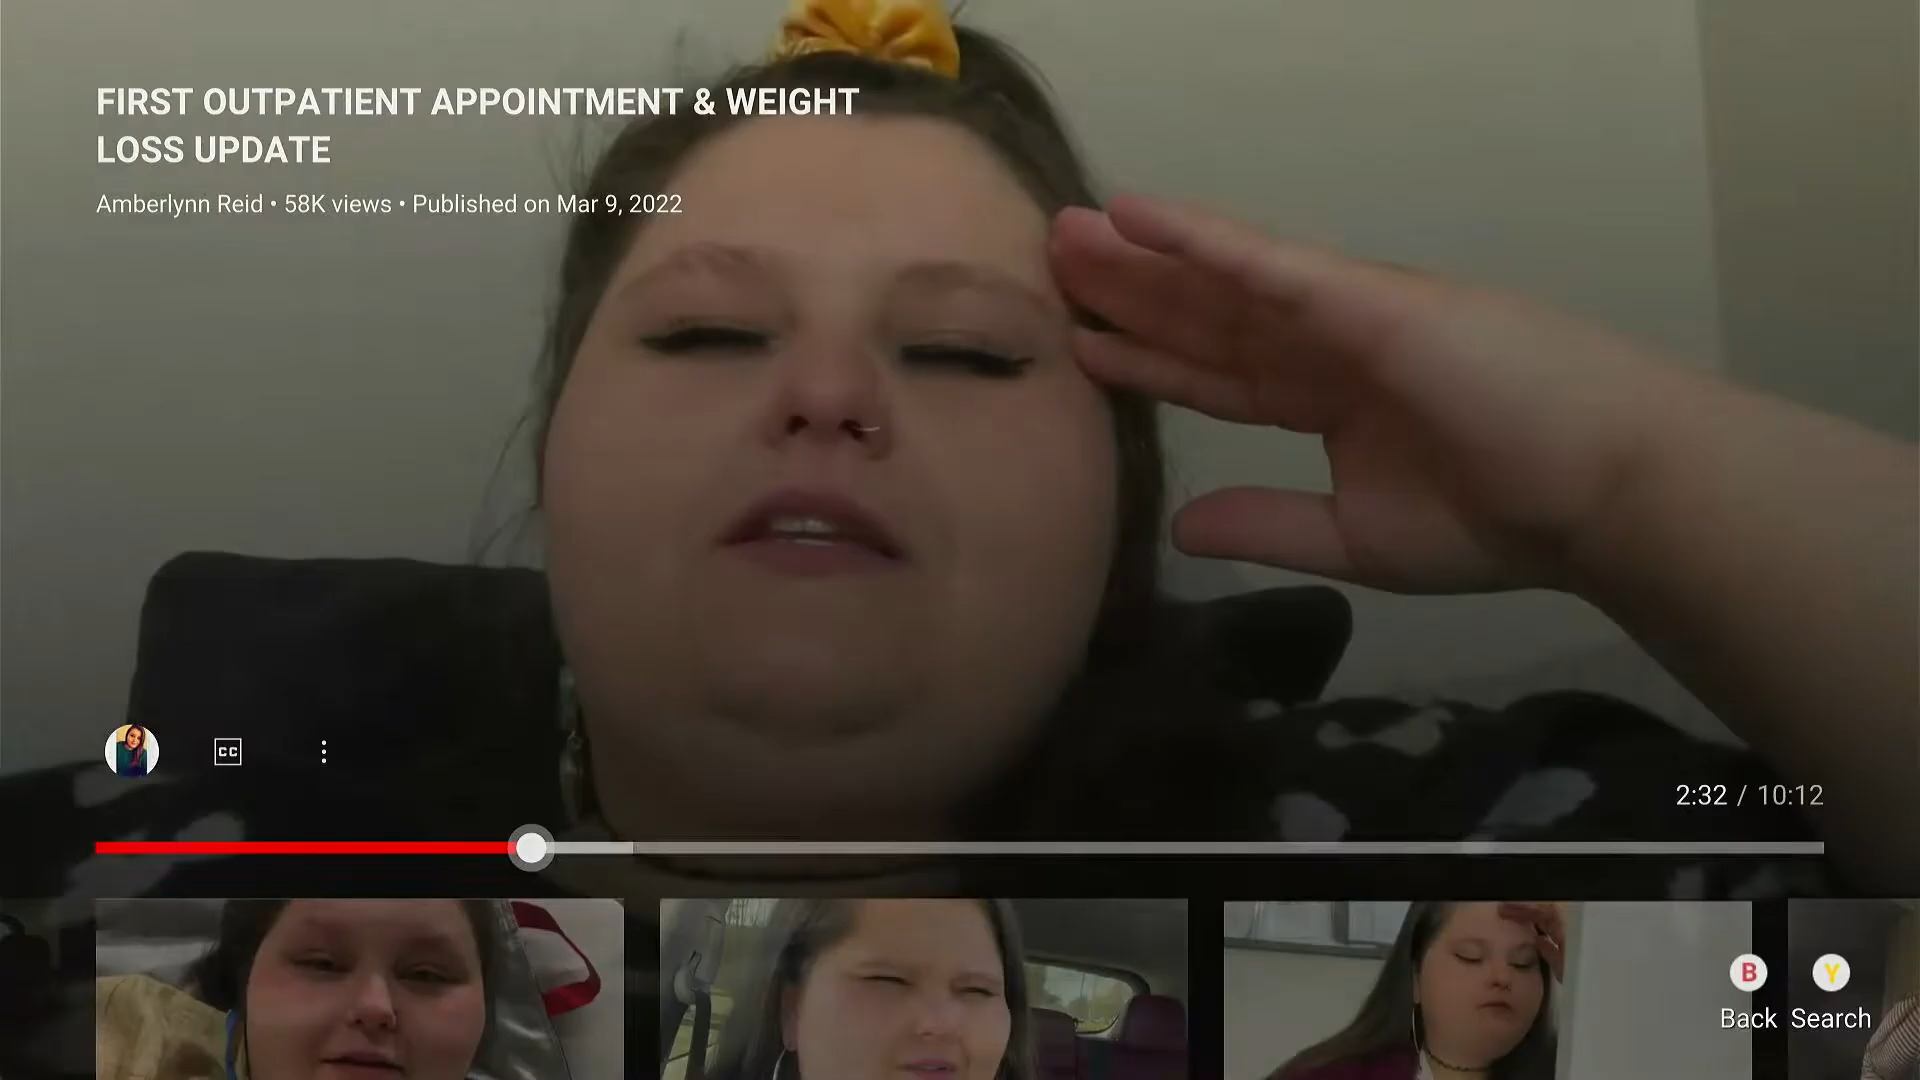 FIRST OUTPATIENT APPOINTMENT & WEIGHT
LOSS UPDATE
Amberlynn Reid • 58K views • Published on Mar 9, 2022
CC
2:32 / 10:12
B Y
Back Search